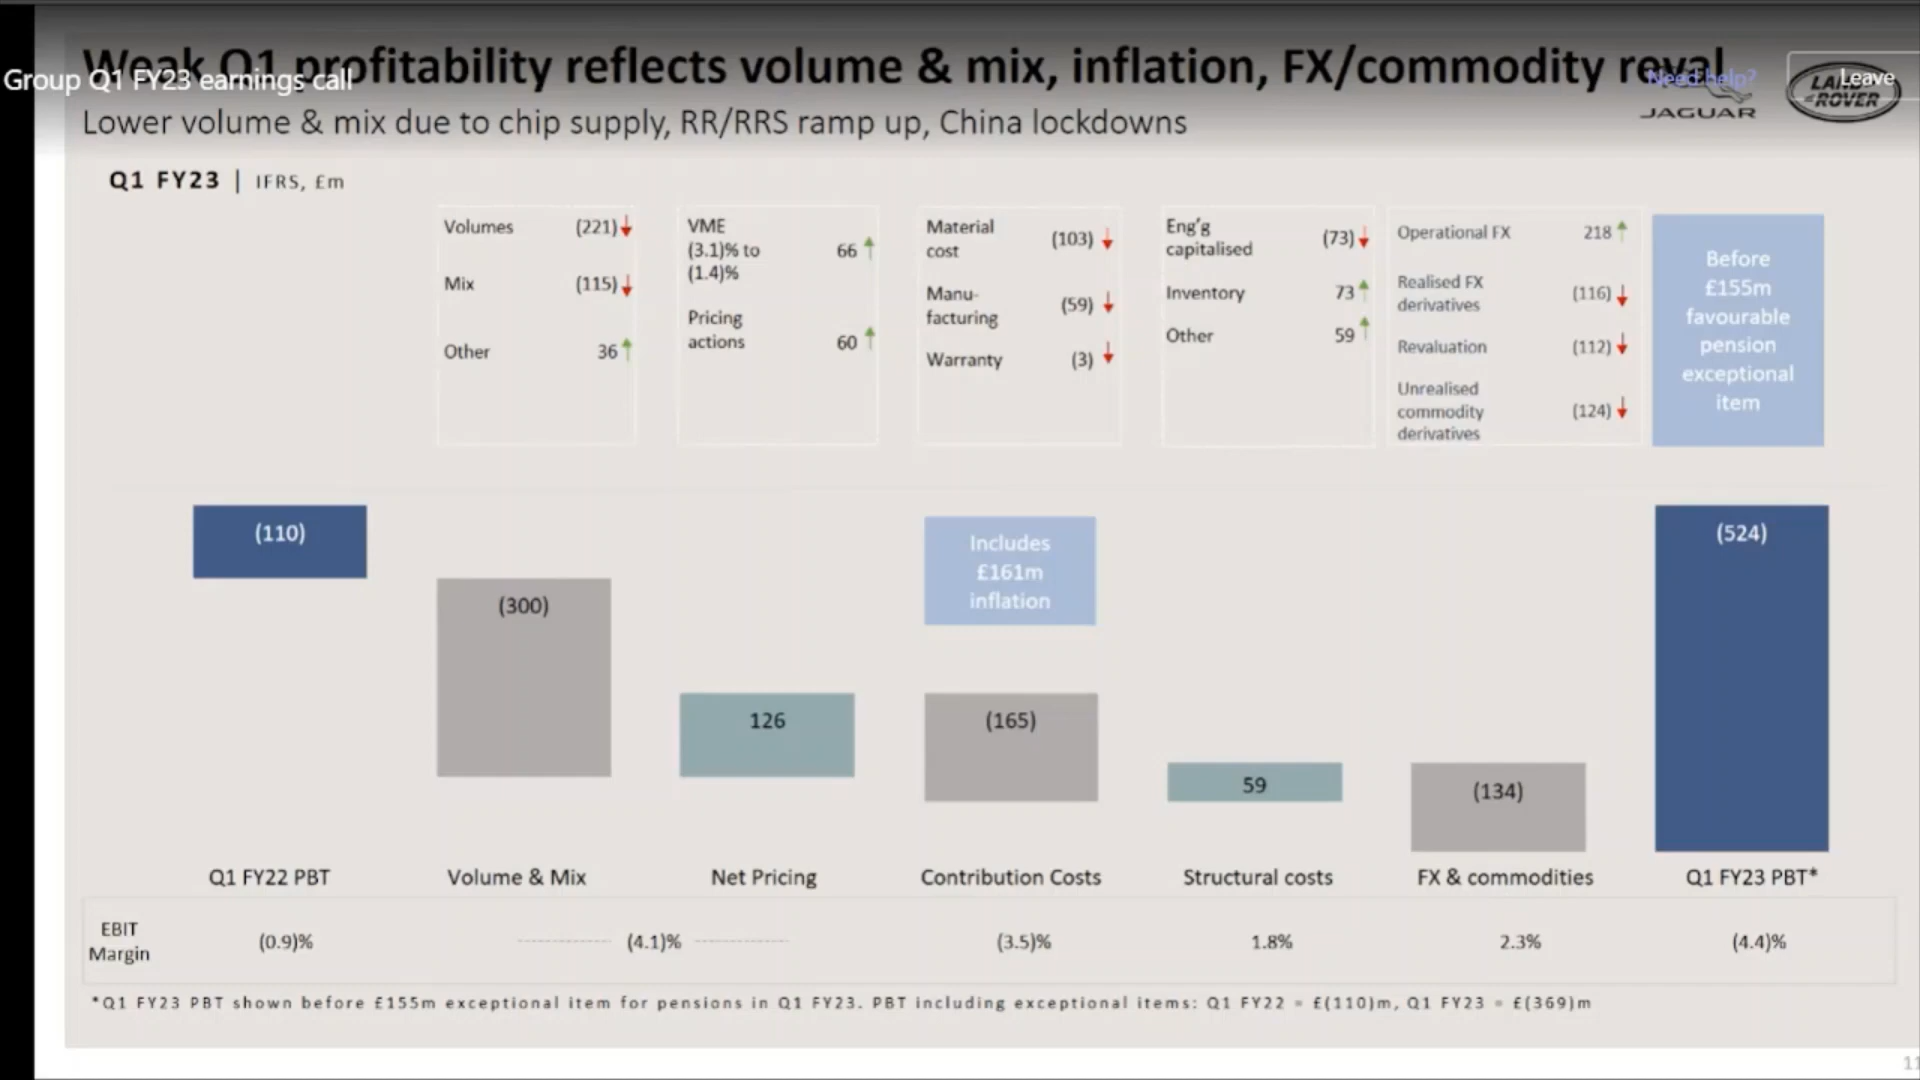 Weak Q1 profitability reflects volume & mix, inflation, FX/commodity reval
Group Q1 FY23 earnings call
Need help?
Leave
JAGUAR
LAND
ROVER
Lower volume & mix due to chip supply, RR/RRS ramp up, China lockdowns
Q1 FY23 | IFRS, £m
Volumes (221)
Mix (115)
Other 36
VME
(3.1)% to 66
(1.4)%
Pricing
actions 60
Material
cost (103)
Manu-
facturing (59)
Warranty (3)
Eng'g
capitalised (73)
Inventory 73
Other 59
Operational FX 218
Realised FX
derivatives (116)
Revaluation (112)
Unrealised
commodity (124)
derivatives
Before
£155m
favourable
pension
exceptional
item
(110)
(300)
126
Includes
£161m
inflation
(165)
59
(134)
(524)
Q1 FY22 PBT Volume & Mix Net Pricing Contribution Costs Structural costs FX & commodities Q1 FY23 PBT*
EBIT
Margin
(0.9)% (4.1)% (3.5)% 1.8% 2.3% (4.4)%
*Q1 FY23 PBT shown before £155m exceptional item for pensions in Q1 FY23. PBT including exceptional items: Q1 FY22 = £(110)m, Q1 FY23 = £(369)m
11